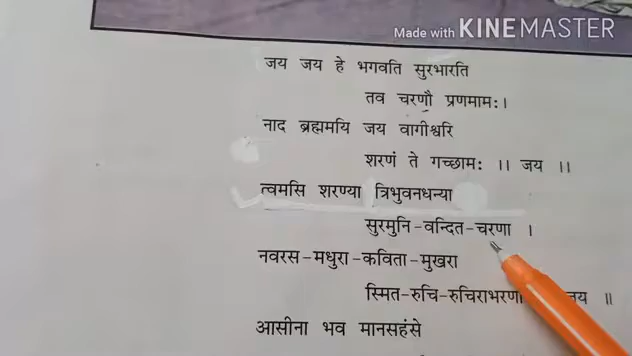 Made with KINEMASTER
जय जय हे भगवति सुरभारति
तव चरणौ प्रणमामः।
नाद ब्रह्ममयि जय वागीश्वरि
शरणं ते गच्छामः ।। जय ।।
त्वमसि शरण्या त्रिभुवनधन्या
सुरमुनि-वन्दित-चरणा ।
नवरस-मधुरा-कविता-मुखरा
स्मित-रुचि-रुचिराभरणा ॥
आसीना भव मानसहंसे